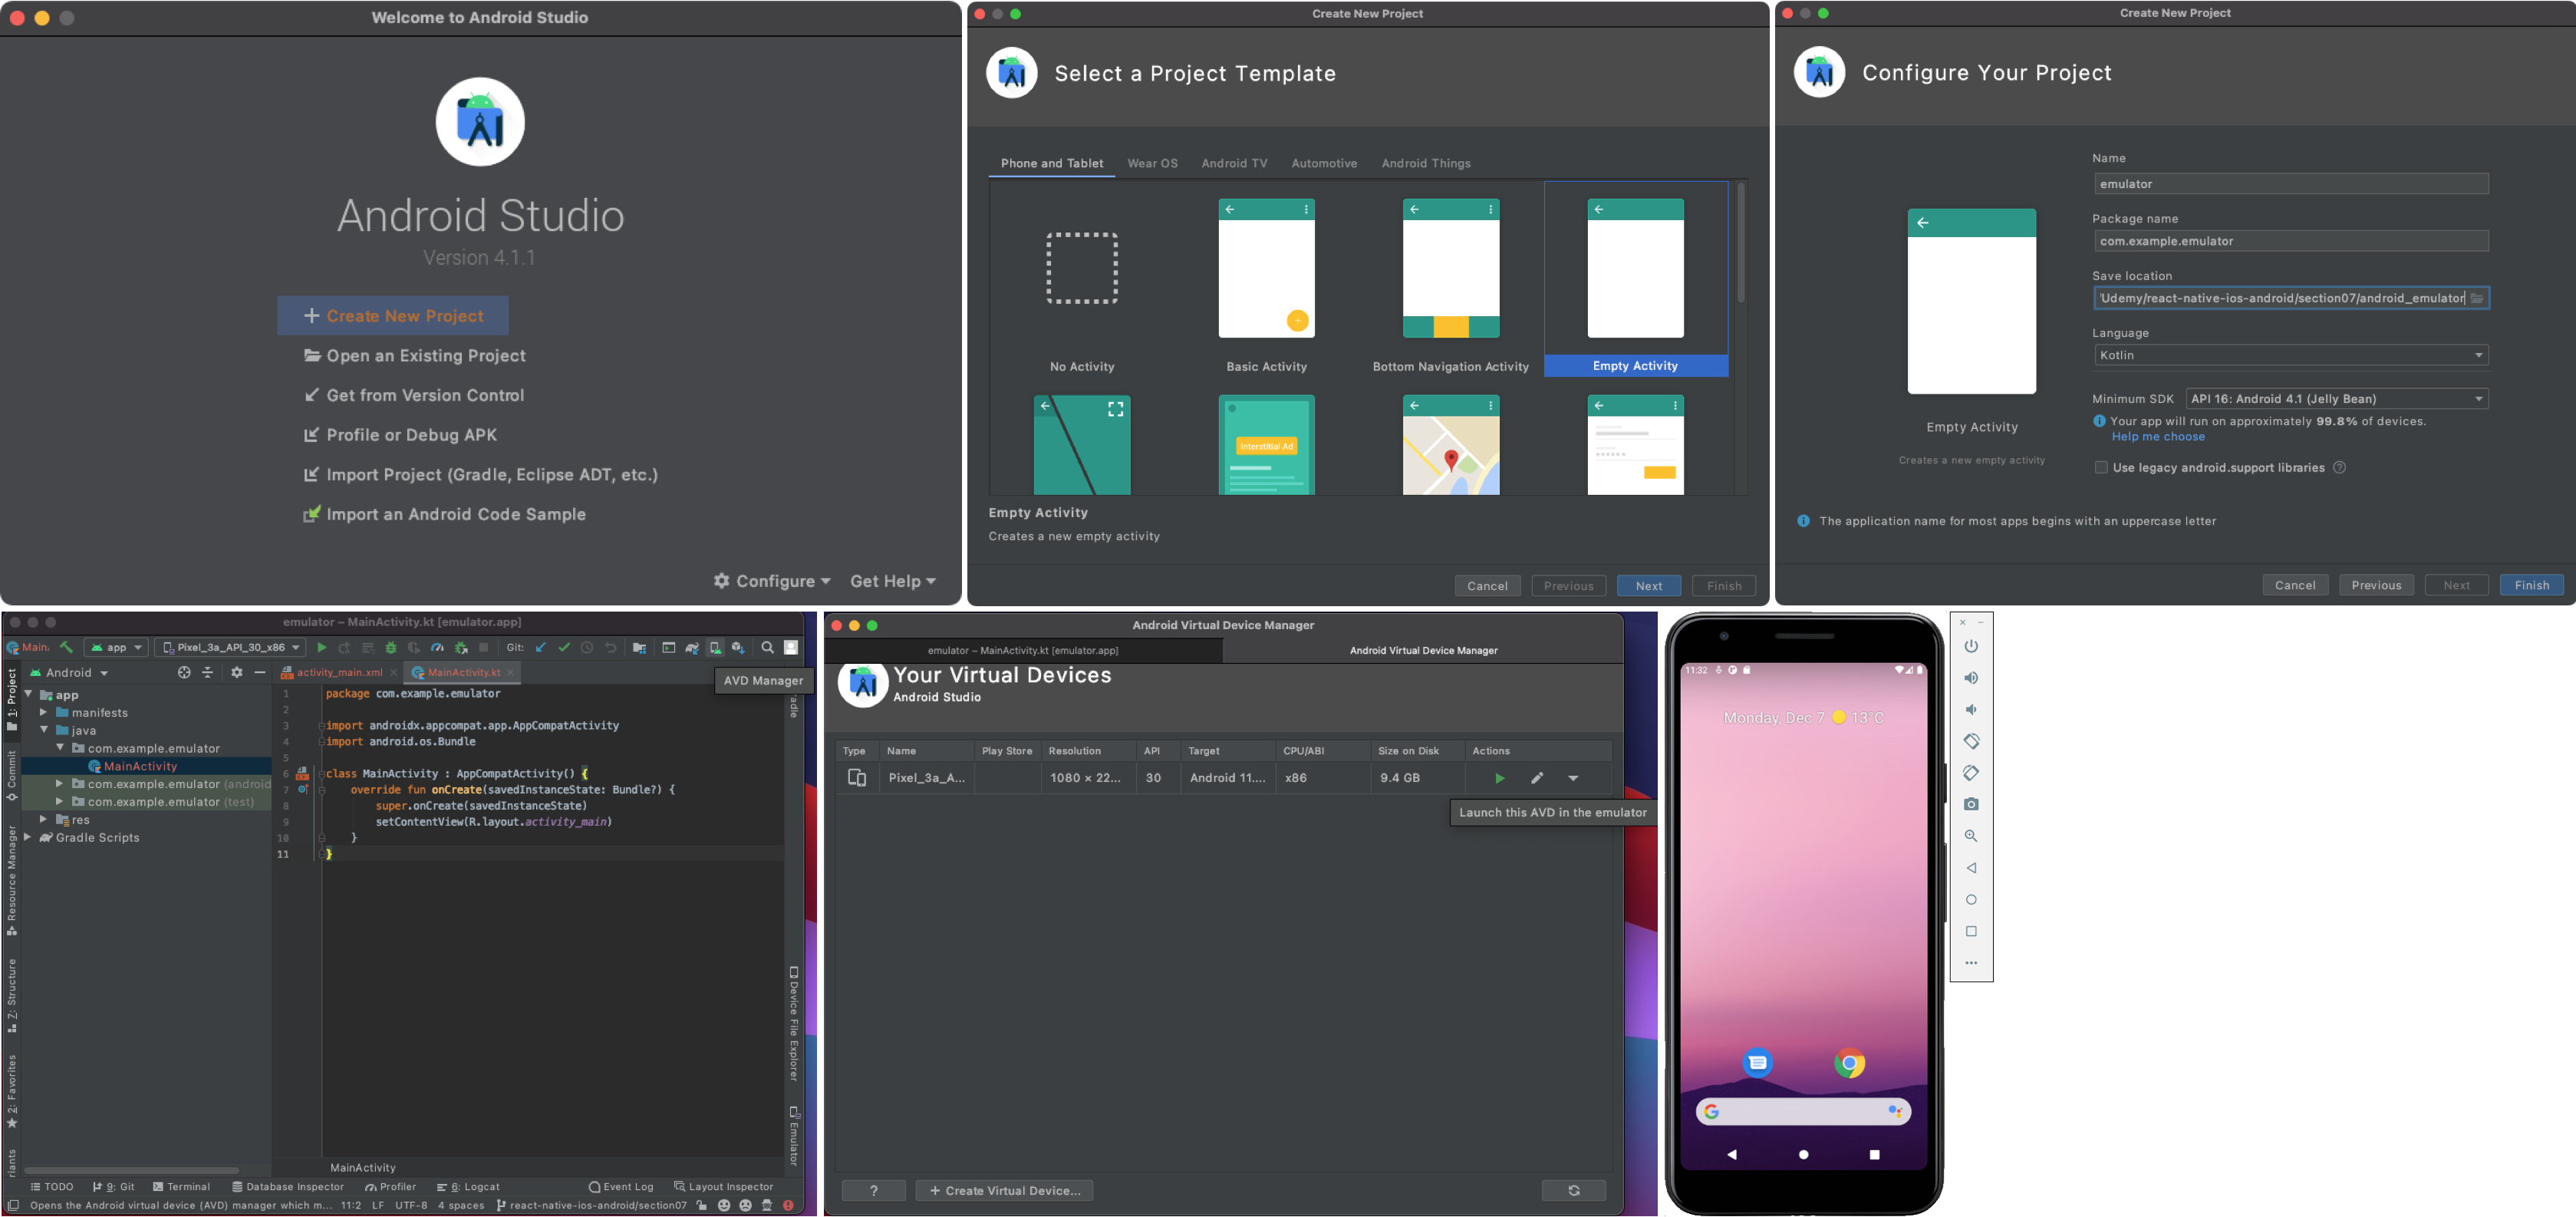 Welcome to Android Studio
Android Studio
Version 4.1.1
Create New Project
Open an Existing Project
Get from Version Control
Profile or Debug APK
Import Project (Gradle, Eclipse ADT, etc.)
Import an Android Code Sample
Configure
Get Help
Create New Project
Select a Project Template
Phone and Tablet
Wear OS
Android TV
Automotive
Android Things
No Activity
Basic Activity
Bottom Navigation Activity
Empty Activity
Interstitial Ad
Empty Activity
Creates a new empty activity
Cancel
Previous
Next
Finish
Create New Project
Configure Your Project
Empty Activity
Creates a new empty activity
Name
emulator
Package name
com.example.emulator
Save location
'Udemy/react-native-ios-android/section07/android_emulator
Language
Kotlin
Minimum SDK
API 16: Android 4.1 (Jelly Bean)
Your app will run on approximately 99.8% of devices.
Help me choose
Use legacy android.support libraries
The application name for most apps begins with an uppercase letter
Cancel
Previous
Next
Finish
emulator – MainActivity.kt [emulator.app]
Main.
app
Pixel_3a_API_30_x86
Git:
Android
activity_main.xml
MainActivity.kt
AVD Manager
1: Project
Commit
Resource Manager
Z: Structure
2: Favorites
riants
app
manifests
java
com.example.emulator
MainActivity
com.example.emulator (android
com.example.emulator (test)
res
Gradle Scripts
1 package com.example.emulator
2
3 import androidx.appcompat.app.AppCompatActivity
4 import android.os.Bundle
5
6 class MainActivity : AppCompatActivity() {
7 override fun onCreate(savedInstanceState: Bundle?) {
8 super.onCreate(savedInstanceState)
9 setContentView(R.layout.activity_main)
10 }
11 }
adle
Device File Explorer
Emulator
MainActivity
TODO
9: Git
Terminal
Database Inspector
Profiler
6: Logcat
Event Log
Layout Inspector
Opens the Android virtual device (AVD) manager which m...
11:2
LF
UTF-8
4 spaces
react-native-ios-android/section07
Android Virtual Device Manager
emulator – MainActivity.kt [emulator.app]
Android Virtual Device Manager
Your Virtual Devices
Android Studio
Type Name Play Store Resolution API Target CPU/ABI Size on Disk Actions
Pixel_3a_A... 1080 × 22... 30 Android 11.... x86 9.4 GB
Launch this AVD in the emulator
?
+ Create Virtual Device...
11:32
Monday, Dec 7 13°C